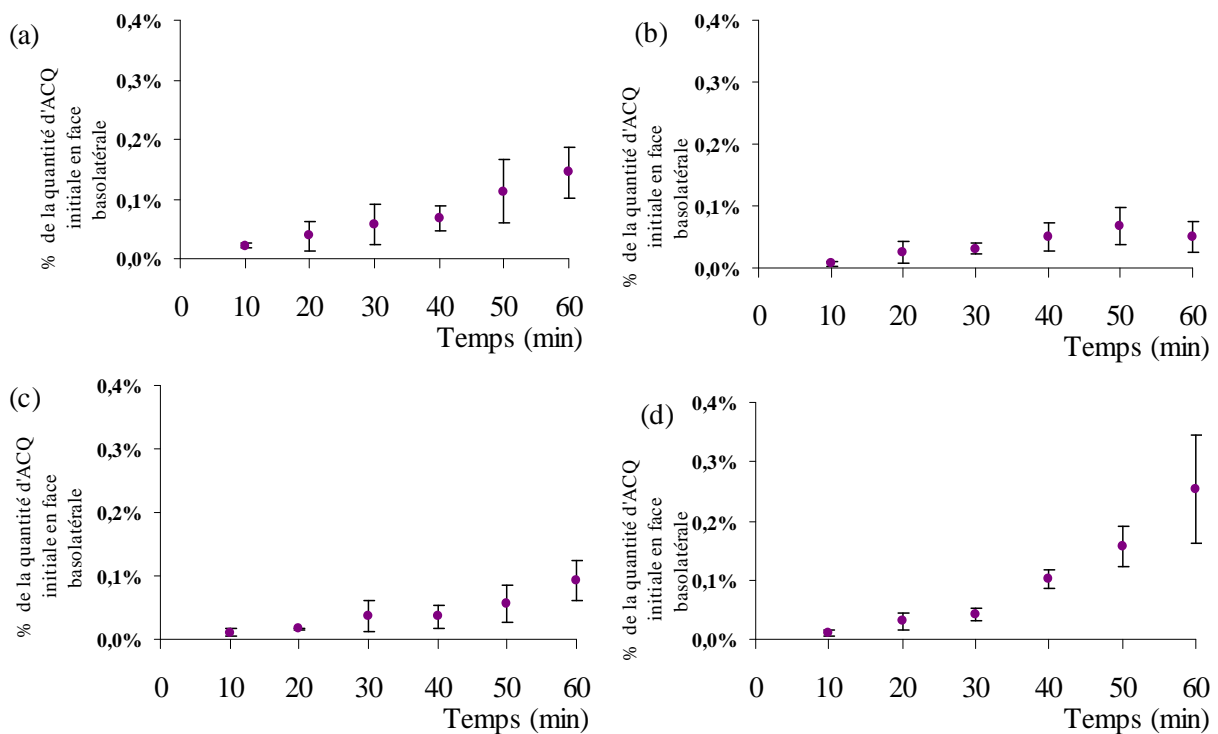 (a)
% de la quantité d'ACQ
initiale en face
basolatérale
0,4%
0,3%
0,2%
0,1%
0,0%
0 10 20 30 40 50 60
Temps (min)
(b)
% de la quantité d'ACQ
initiale en face
basolatérale
0,4%
0,3%
0,2%
0,1%
0,0%
0 10 20 30 40 50 60
Temps (min)
(c)
% de la quantité d'ACQ
initiale en face
basolatérale
0,4%
0,3%
0,2%
0,1%
0,0%
0 10 20 30 40 50 60
Temps (min)
(d)
% de la quantité d'ACQ
initiale en face
basolatérale
0,4%
0,3%
0,2%
0,1%
0,0%
0 10 20 30 40 50 60
Temps (min)